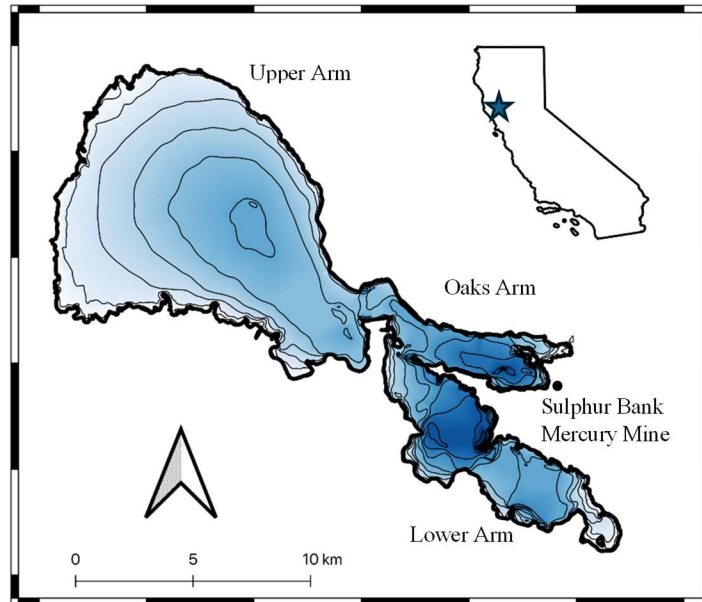 Upper Arm
Oaks Arm
Sulphur Bank
Mercury Mine
Lower Arm
0
5
10 km